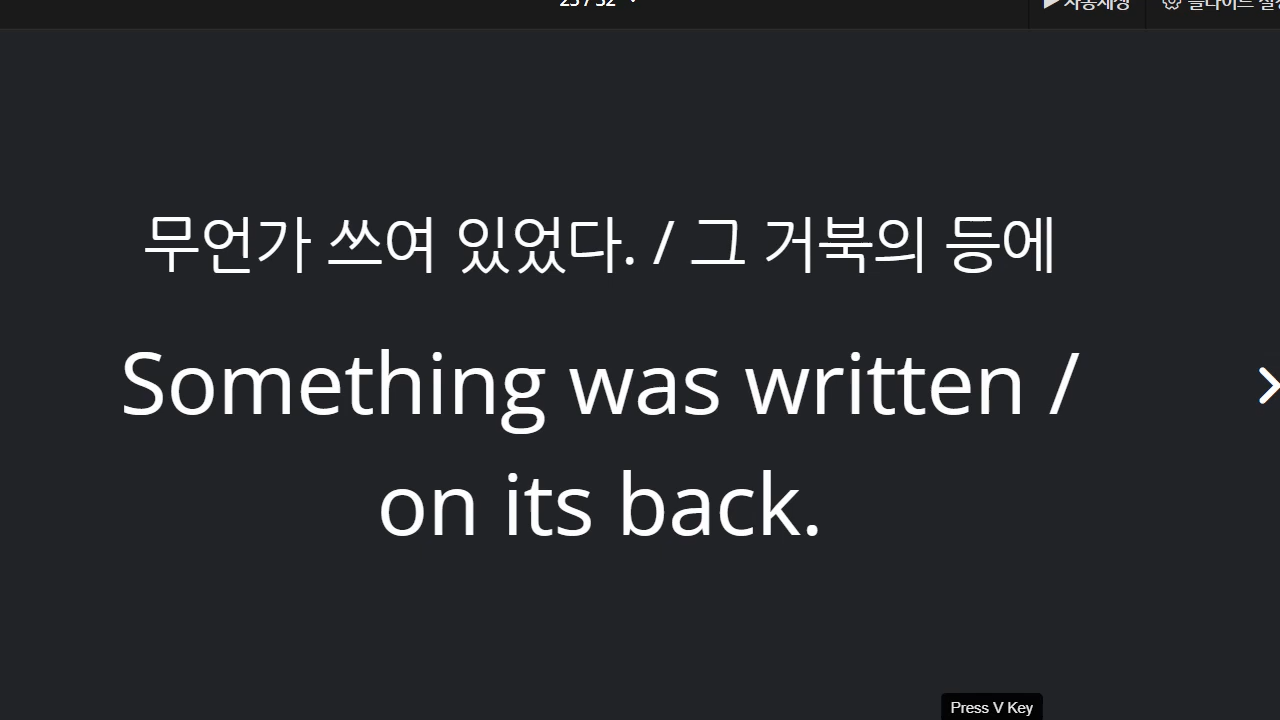 무언가 쓰여 있었다. / 그 거북의 등에
Something was written /
on its back.
Press V Key